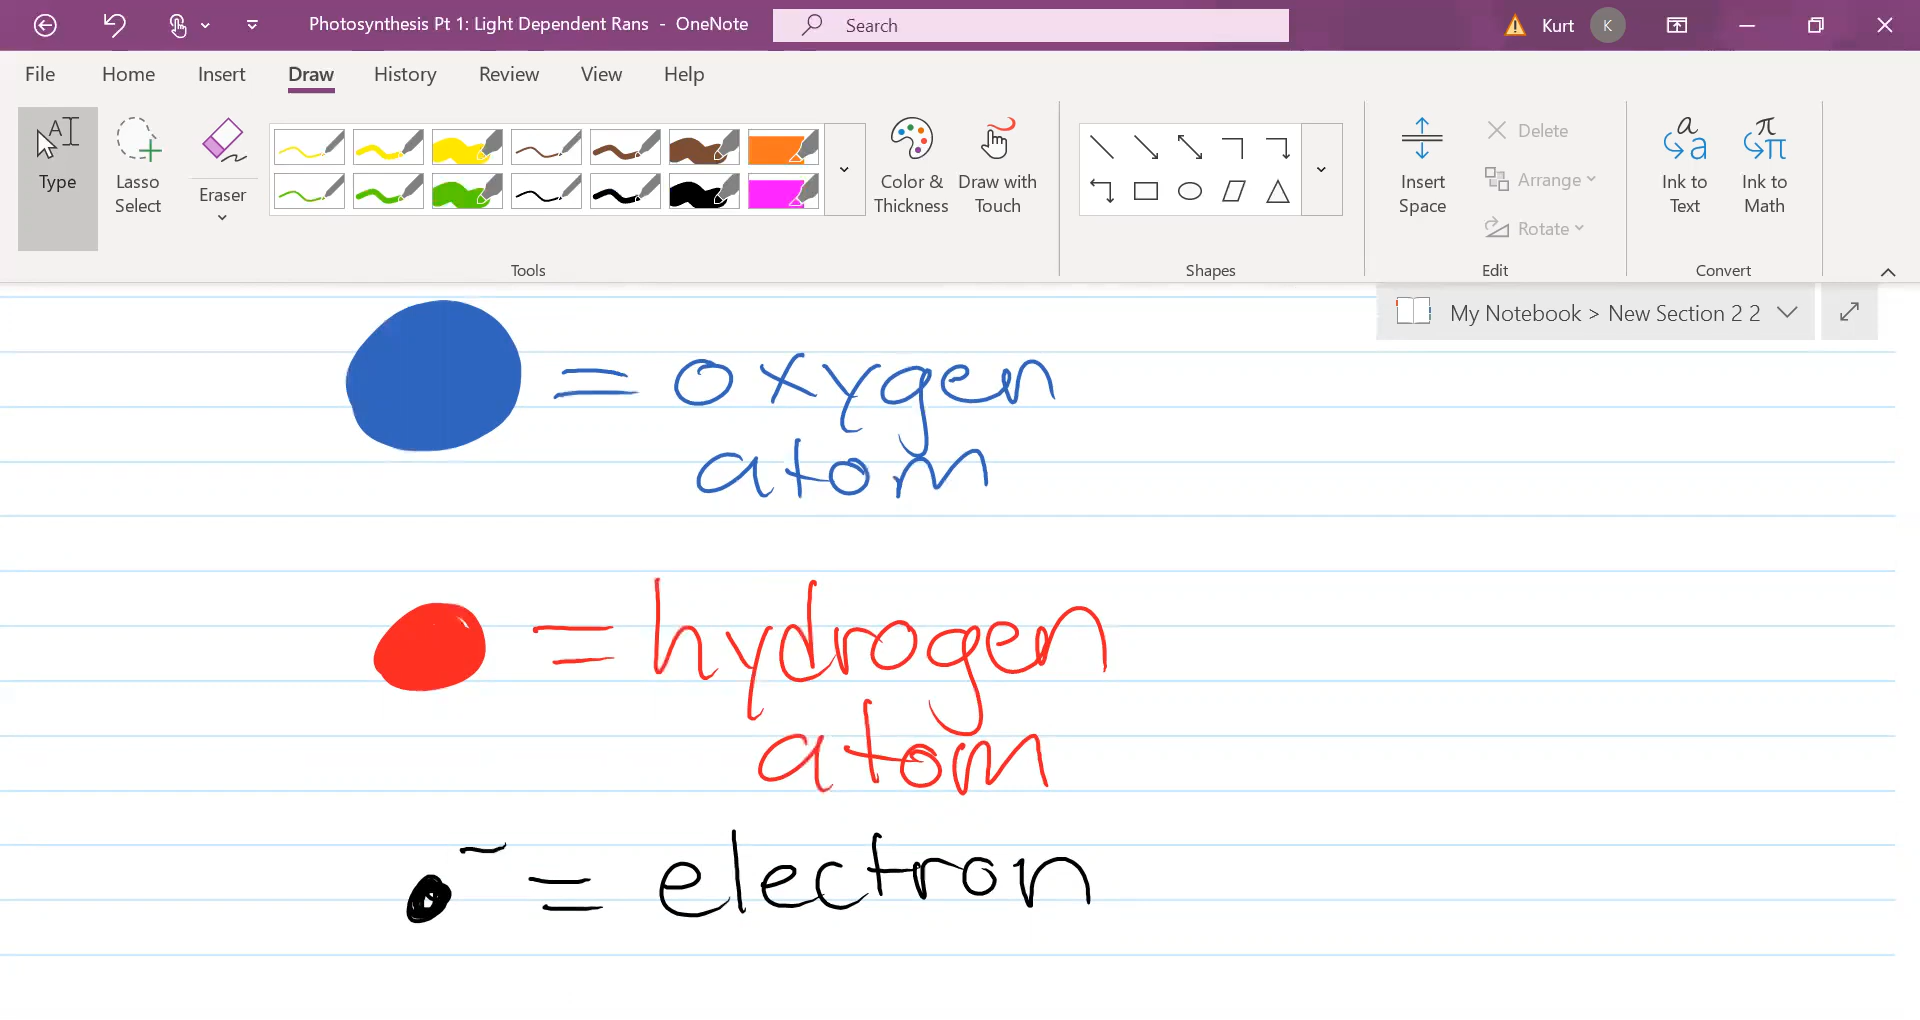 Photosynthesis Pt 1: Light Dependent Rans - OneNote
Search
Kurt
K
File Home Insert Draw History Review View Help
Type
Lasso Select
Eraser
Color & Thickness
Draw with Touch
Insert Space
Delete
Arrange
Rotate
Ink to Text
Ink to Math
Tools
Shapes
Edit
Convert
My Notebook > New Section 2 2
= oxygen
atom
= hydrogen
atom
- = electron